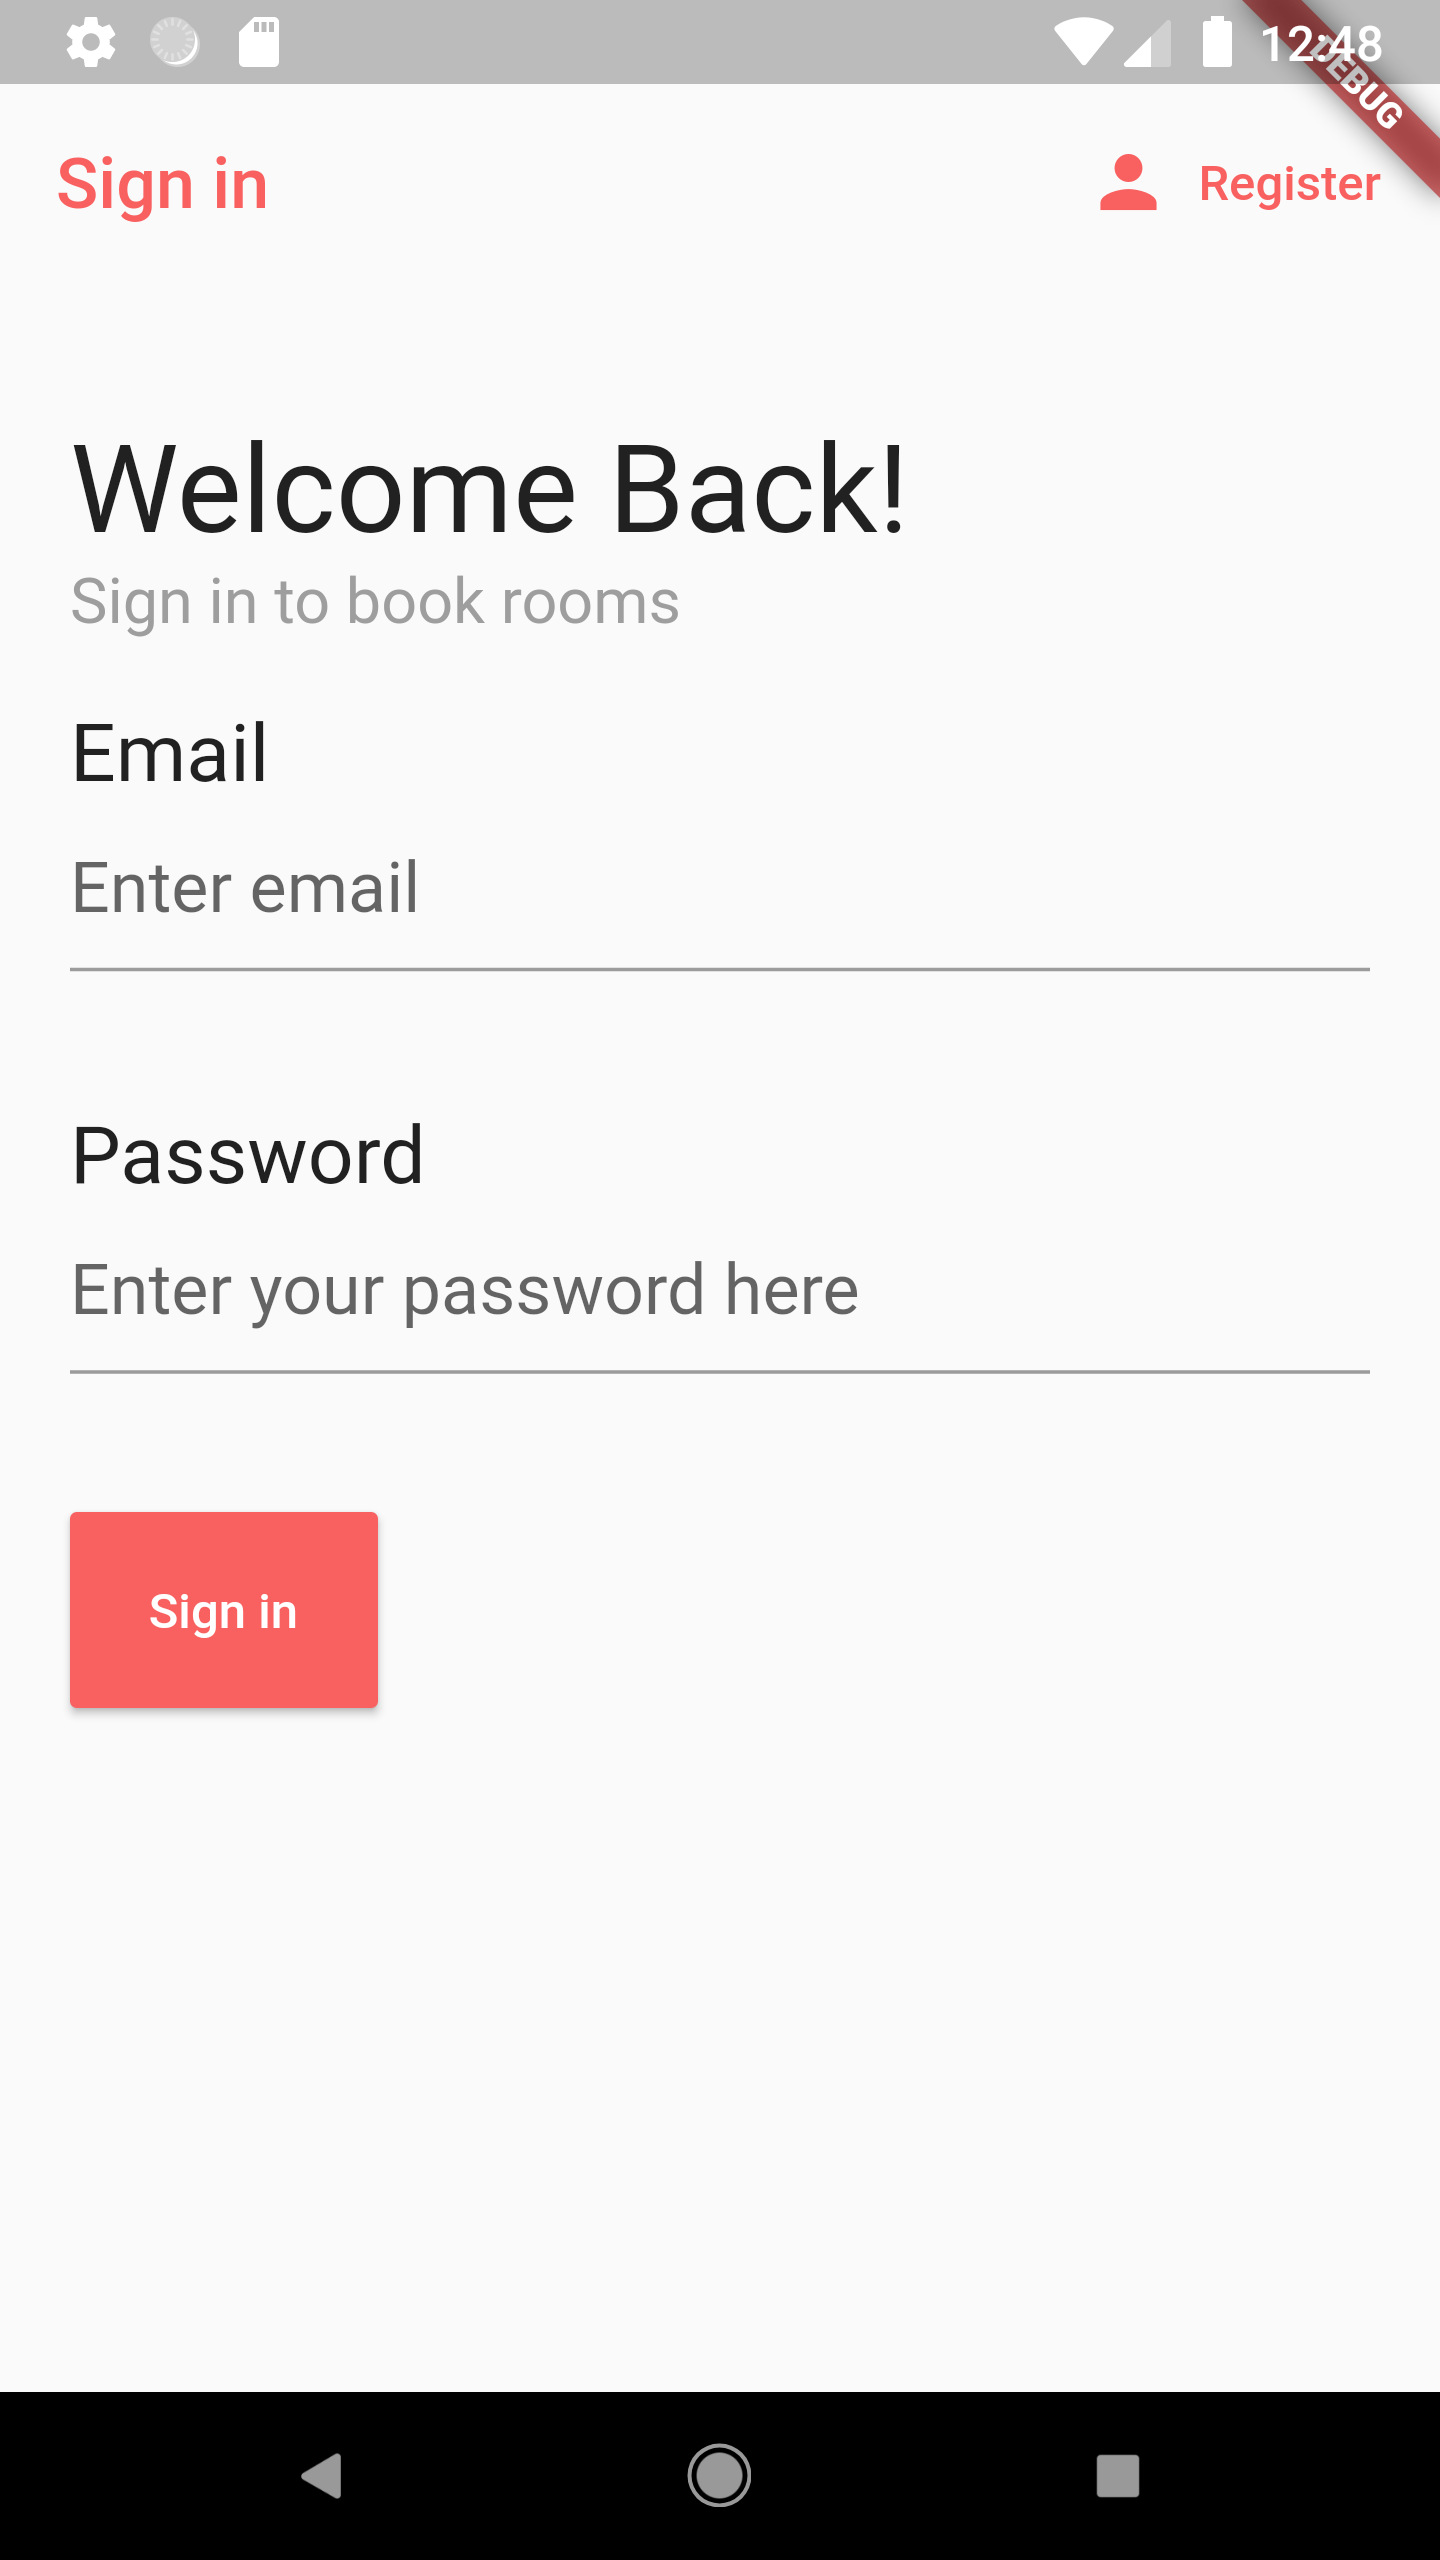 12:48
DEBUG
Sign in
Register
Welcome Back!
Sign in to book rooms
Email
Enter email
Password
Enter your password here
Sign in